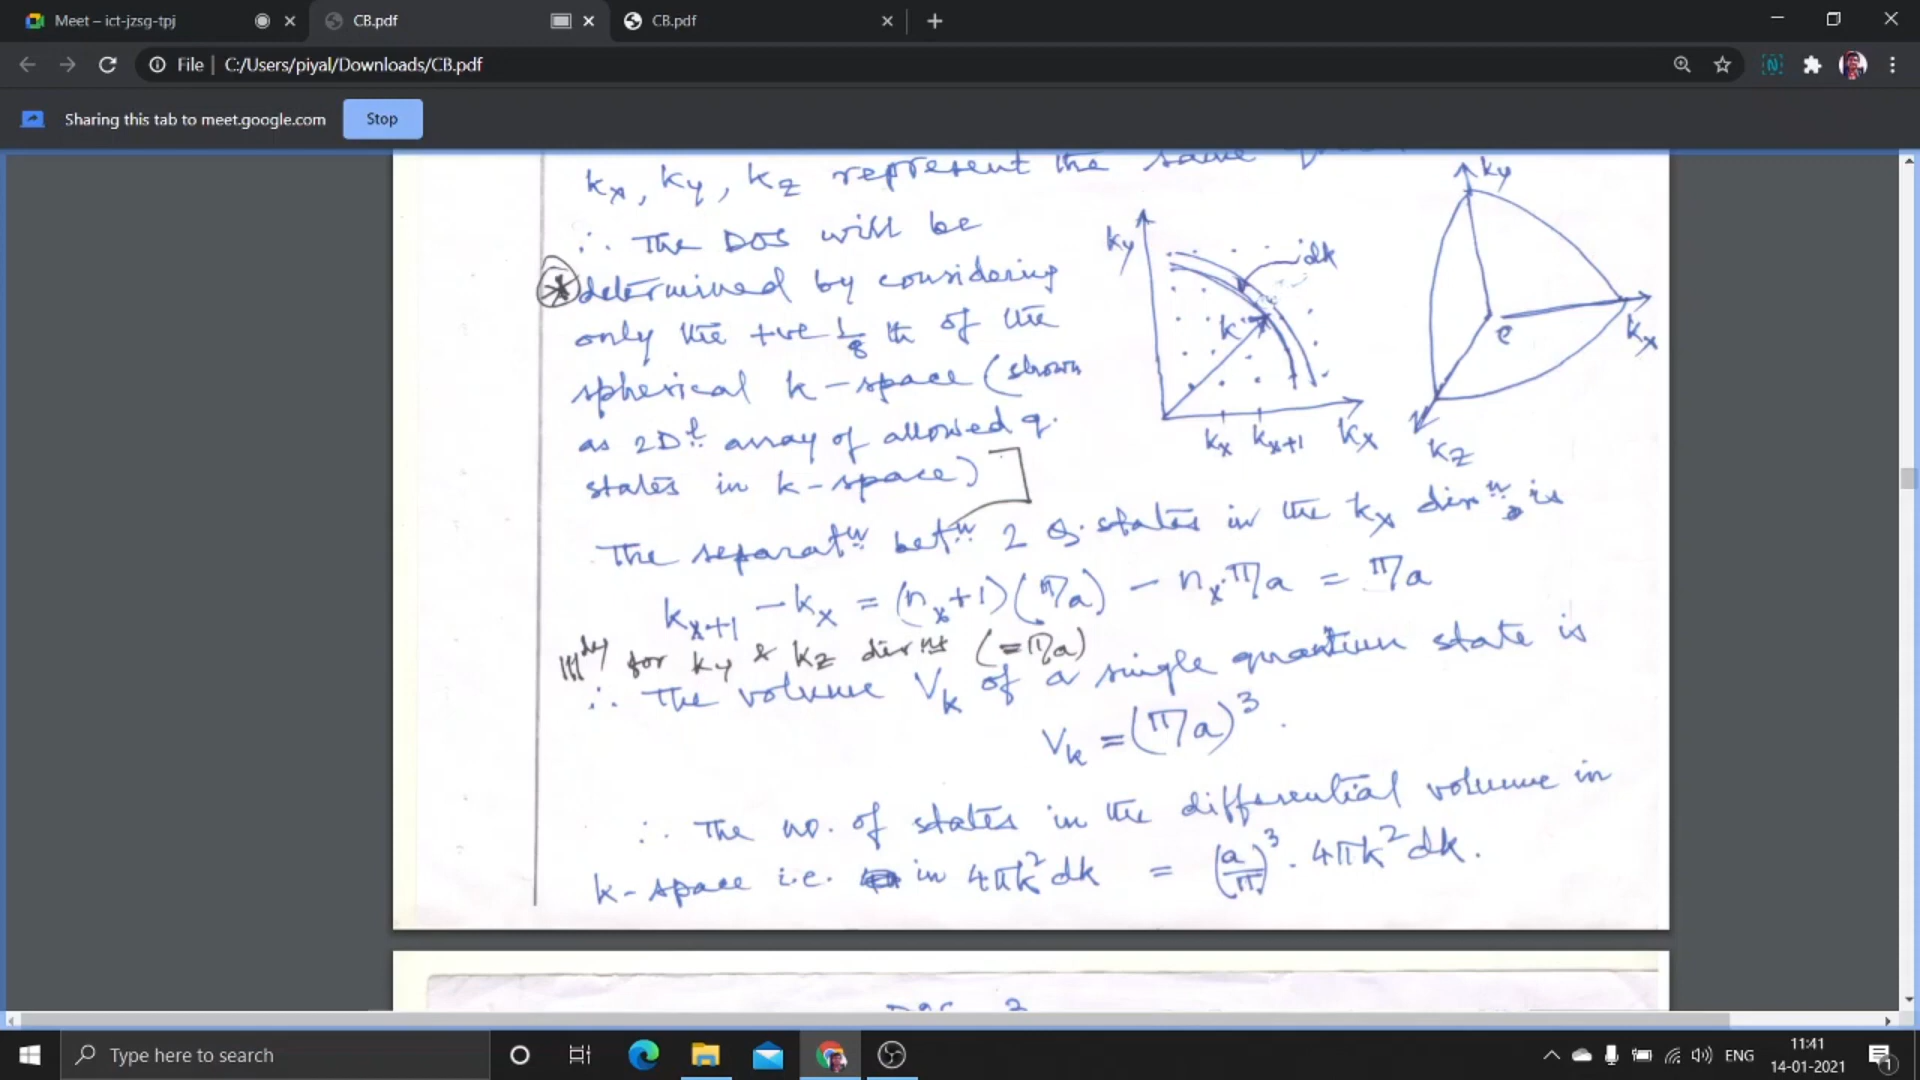 Meet – ict-jzsg-tpj
CB.pdf
CB.pdf
File | C:/Users/piyal/Downloads/CB.pdf
Sharing this tab to meet.google.com
Stop
kx, ky, kz represent the same
∴ The DOS will be
determined by considering
only the +ve 1/8 th of the
spherical k-space (shown
as 2Dl array of allowed q.
states in k-space)
ky
dk
k
kx kx+1 kx
ky
kx
kz
The separatn betn 2 Q. states in the kx dirn is
kx+1 - kx = (nx+1)(π/a) - nx.π/a = π/a
|||dly for ky & kz dirns (=π/a)
∴ The volume Vk of a single quantum state is
Vk = (π/a)³.
∴ The no. of states in the differential volume in
k-space i.e. in 4πk²dk = (a/π)³ . 4πk²dk.
Type here to search
ENG
11:41
14-01-2021
1